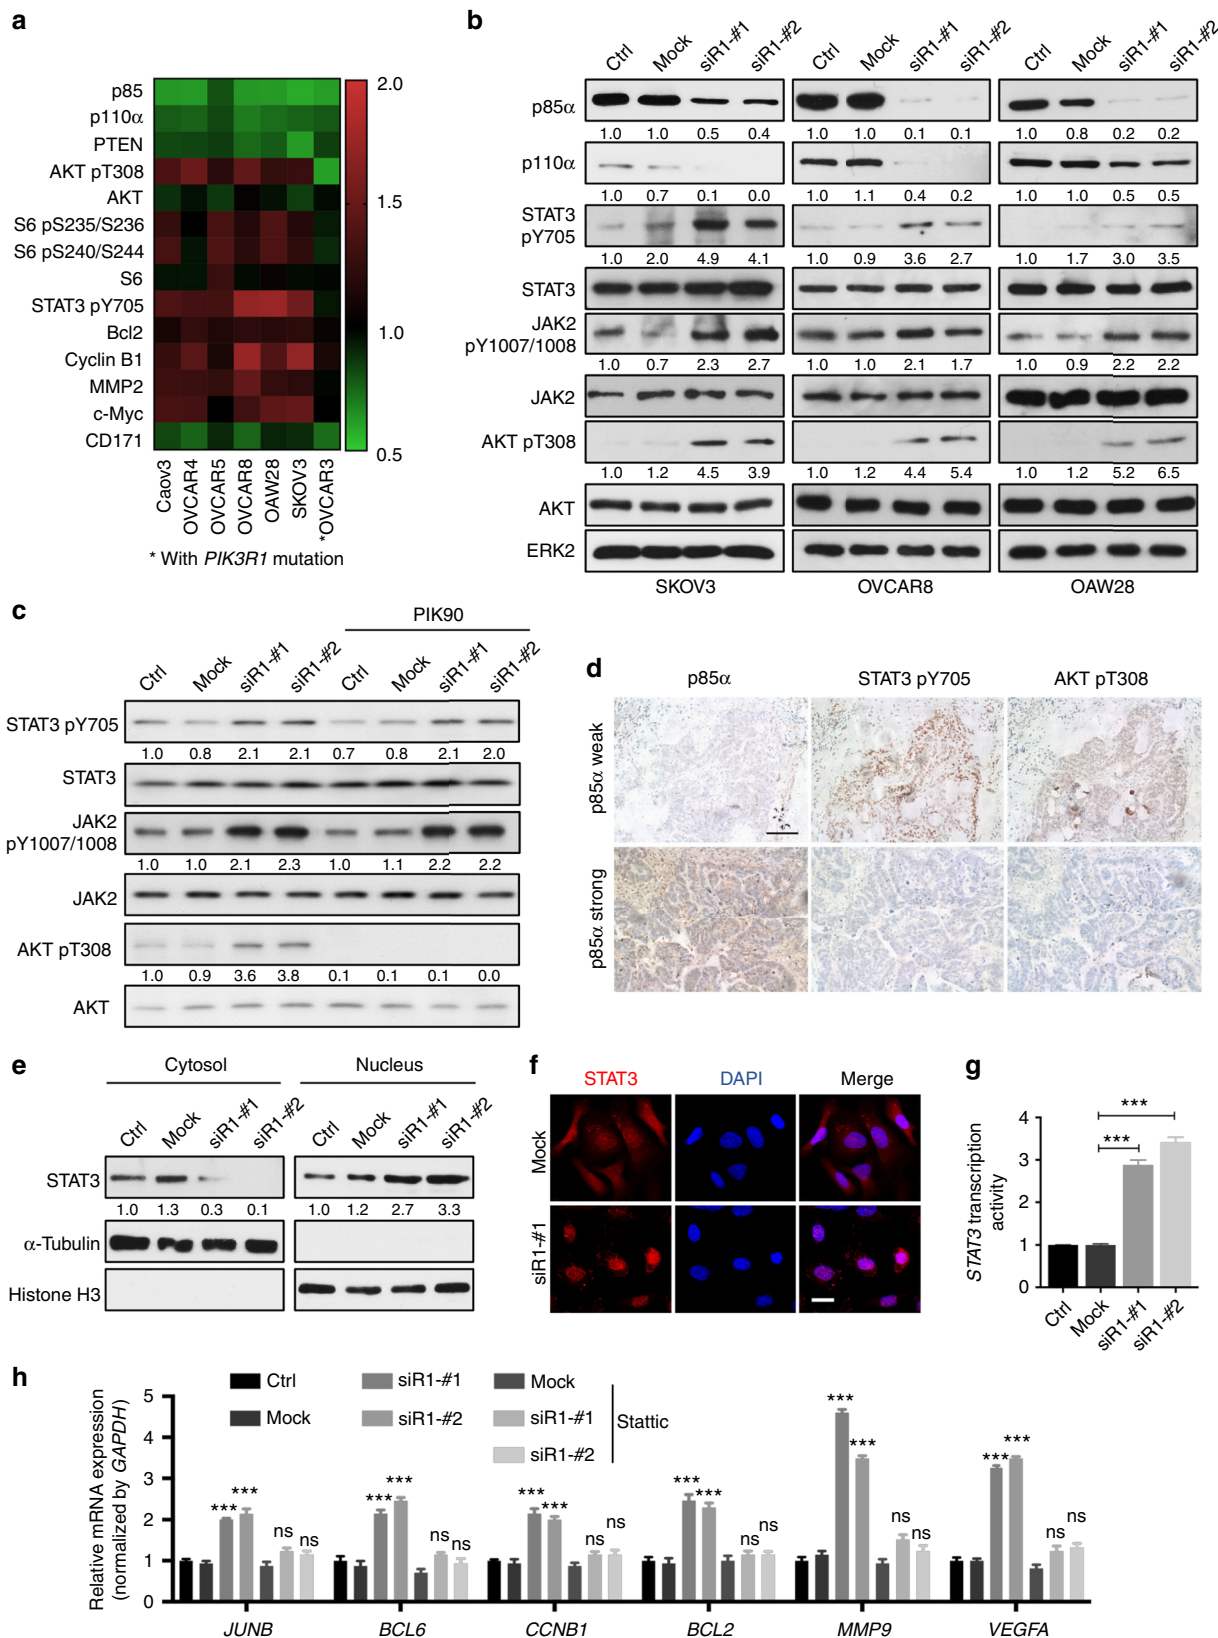 a
p85
p110α
PTEN
AKT pT308
AKT
S6 pS235/S236
S6 pS240/S244
S6
STAT3 pY705
Bcl2
Cyclin B1
MMP2
c-Myc
CD171
2.0
1.5
1.0
0.5
Caov3
OVCAR4
OVCAR5
OVCAR8
OAW28
SKOV3
*OVCAR3
* With PIK3R1 mutation
b
Ctrl Mock siR1-#1 siR1-#2 Ctrl Mock siR1-#1 siR1-#2 Ctrl Mock siR1-#1 siR1-#2
p85α
1.0 1.0 0.5 0.4 1.0 1.0 0.1 0.1 1.0 0.8 0.2 0.2
p110α
1.0 0.7 0.1 0.0 1.0 1.1 0.4 0.2 1.0 1.0 0.5 0.5
STAT3
pY705
1.0 2.0 4.9 4.1 1.0 0.9 3.6 2.7 1.0 1.7 3.0 3.5
STAT3
JAK2
pY1007/1008
1.0 0.7 2.3 2.7 1.0 1.0 2.1 1.7 1.0 0.9 2.2 2.2
JAK2
AKT pT308
1.0 1.2 4.5 3.9 1.0 1.2 4.4 5.4 1.0 1.2 5.2 6.5
AKT
ERK2
SKOV3 OVCAR8 OAW28
c
PIK90
Ctrl Mock siR1-#1 siR1-#2 Ctrl Mock siR1-#1 siR1-#2
STAT3 pY705
1.0 0.8 2.1 2.1 0.7 0.8 2.1 2.0
STAT3
JAK2
pY1007/1008
1.0 1.0 2.1 2.3 1.0 1.1 2.2 2.2
JAK2
AKT pT308
1.0 0.9 3.6 3.8 0.1 0.1 0.1 0.0
AKT
d
p85α STAT3 pY705 AKT pT308
p85α weak
p85α strong
e
Cytosol Nucleus
Ctrl Mock siR1-#1 siR1-#2 Ctrl Mock siR1-#1 siR1-#2
STAT3
1.0 1.3 0.3 0.1 1.0 1.2 2.7 3.3
α-Tubulin
Histone H3
f
STAT3 DAPI Merge
Mock
siR1-#1
g
STAT3 transcription
activity
4
3
2
1
0
*** 
***
Ctrl Mock siR1-#1 siR1-#2
h
Relative mRNA expression
(normalized by GAPDH)
5
4
3
2
1
0
Ctrl siR1-#1 Mock
Mock siR1-#2 siR1-#1
siR1-#2
Stattic
*** *** ns ns
*** *** ns ns
*** *** ns ns
*** *** ns ns
*** *** ns ns
*** *** ns ns
JUNB BCL6 CCNB1 BCL2 MMP9 VEGFA